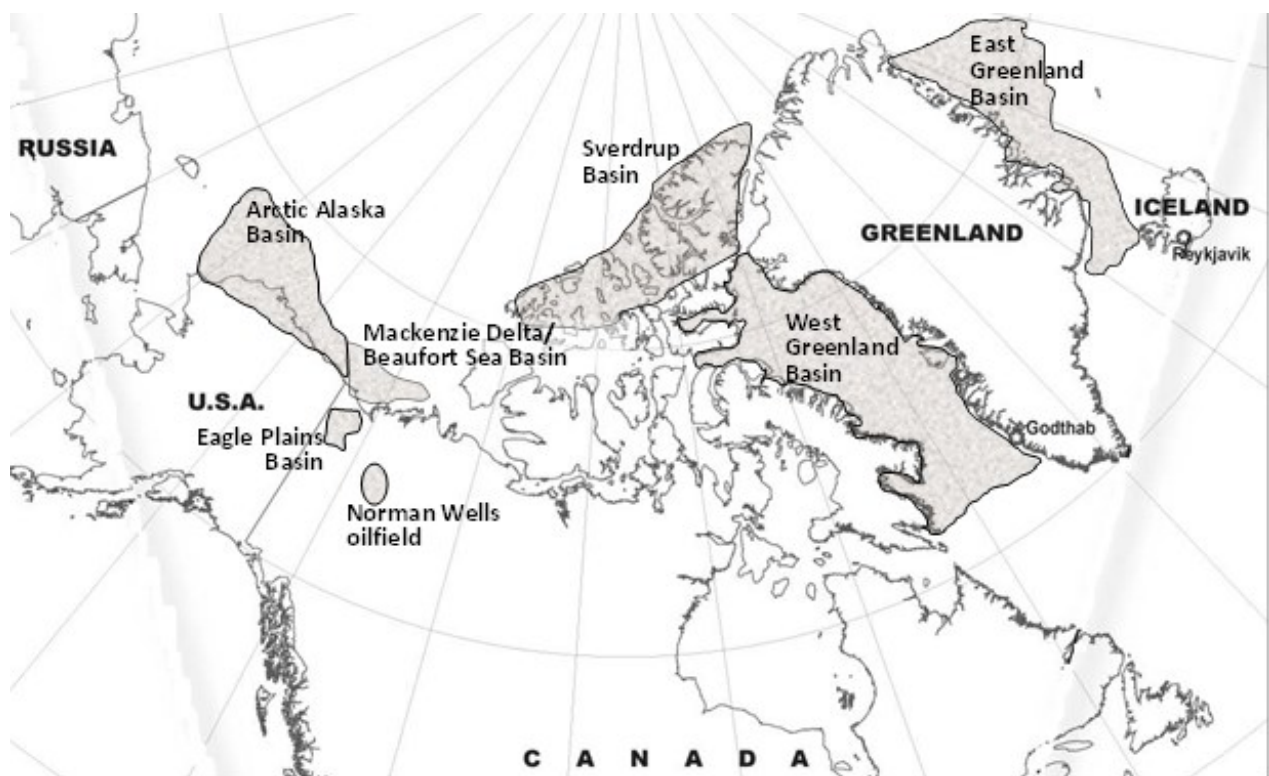 East
Greenland
Basin
RUSSIA
Sverdrup
Basin
Arctic Alaska
Basin
ICELAND
GREENLAND
Reykjavik
Mackenzie Delta/
Beaufort Sea Basin
West
Greenland
Basin
U.S.A.
Eagle Plains
Basin
Godthab
Norman Wells
oilfield
CANADA